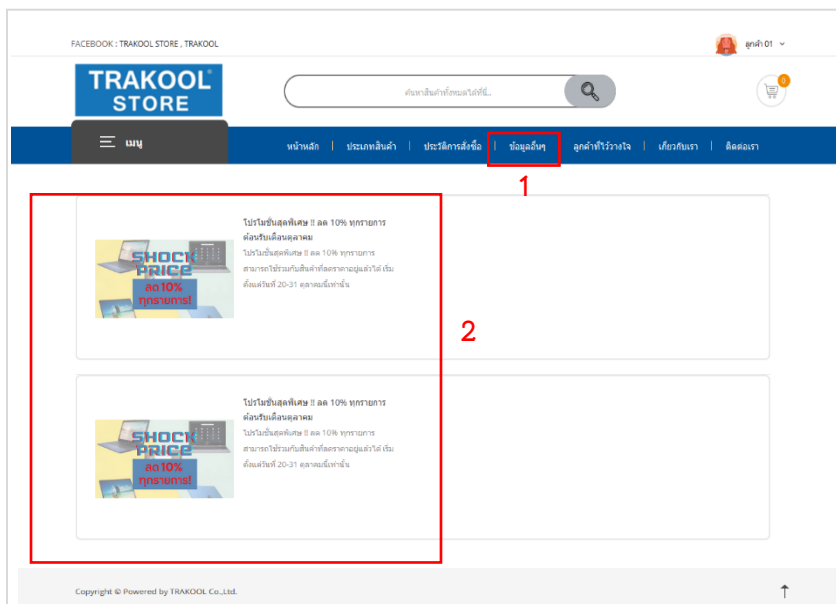 FACEBOOK : TRAKOOL STORE , TRAKOOL
ลูกค้า 01
TRAKOOL
STORE
ค้นหาสินค้าทั้งหมดได้ที่นี่..
0
เมนู
หน้าหลัก | ประเภทสินค้า | ประวัติการสั่งซื้อ | ข้อมูลอื่นๆ ลูกค้าที่ไว้วางใจ | เกี่ยวกับเรา | ติดต่อเรา
1
โปรโมชั่นสุดพิเศษ !! ลด 10% ทุกรายการ
ต้อนรับเดือนตุลาคม
โปรโมชั่นสุดพิเศษ !! ลด 10% ทุกรายการ
สามารถใช้ร่วมกับสินค้าที่ลดราคาอยู่แล้วได้ เริ่ม
ตั้งแต่วันที่ 20-31 ตุลาคมนี้เท่านั้น
SHOCK
PRICE
ลด 10%
ทุกรายการ!
2
โปรโมชั่นสุดพิเศษ !! ลด 10% ทุกรายการ
ต้อนรับเดือนตุลาคม
โปรโมชั่นสุดพิเศษ !! ลด 10% ทุกรายการ
สามารถใช้ร่วมกับสินค้าที่ลดราคาอยู่แล้วได้ เริ่ม
ตั้งแต่วันที่ 20-31 ตุลาคมนี้เท่านั้น
SHOCK
PRICE
ลด 10%
ทุกรายการ!
Copyright © Powered by TRAKOOL Co.,Ltd.